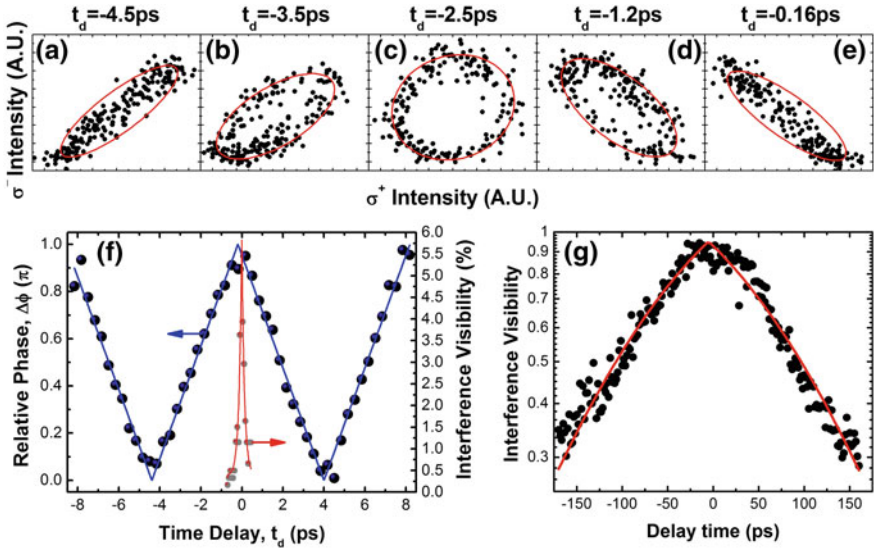 t_d=-4.5ps t_d=-3.5ps t_d=-2.5ps t_d=-1.2ps t_d=-0.16ps
(a) (b) (c) (d) (e)
σ⁻ Intensity (A.U.)
σ⁺ Intensity (A.U.)
(f)
1.0
0.8
0.6
0.4
0.2
0.0
Relative Phase, Δϕ (π)
6.0
5.5
5.0
4.5
4.0
3.5
3.0
2.5
2.0
1.5
1.0
0.5
0.0
Interference Visibility (%)
-8 -6 -4 -2 0 2 4 6 8
Time Delay, t_d (ps)
(g)
1
0.9
0.8
0.7
0.6
0.5
0.4
0.3
Interference Visibility
-150 -100 -50 0 50 100 150
Delay time (ps)